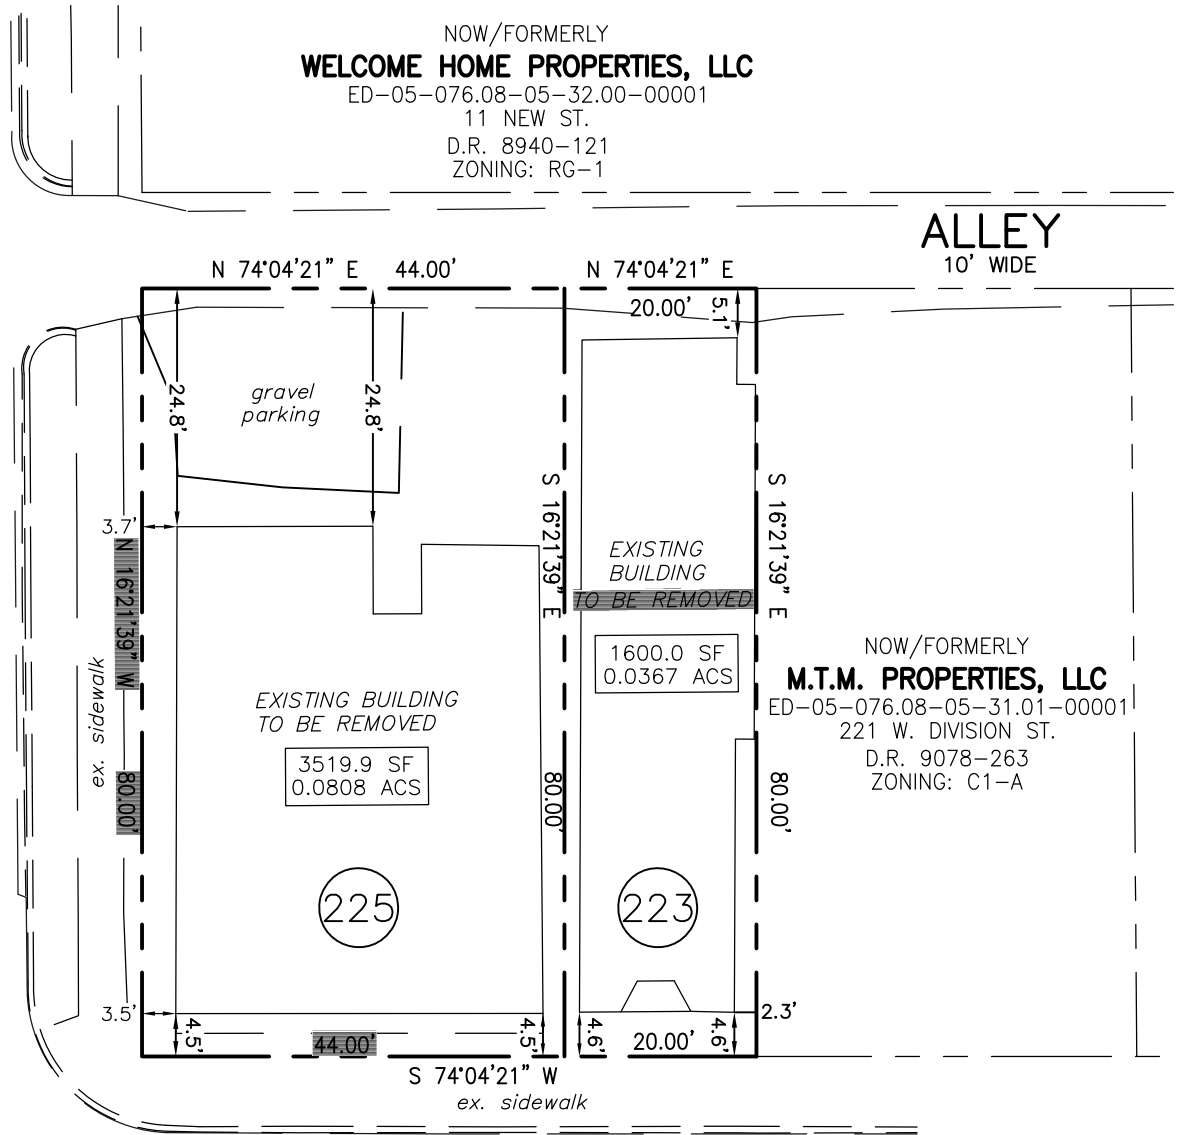 NOW/FORMERLY
WELCOME HOME PROPERTIES, LLC
ED-05-076.08-05-32.00-00001
11 NEW ST.
D.R. 8940-121
ZONING: RG-1
ALLEY
10' WIDE
N 74°04'21" E 44.00'
N 74°04'21" E
20.00'
5.1'
24.8'
24.8'
gravel
parking
3.7'
N 16°21'39" W
80.00'
ex. sidewalk
S 16°21'39" E
80.00'
S 16°21'39" E
80.00'
EXISTING
BUILDING
TO BE REMOVED
1600.0 SF
0.0367 ACS
EXISTING BUILDING
TO BE REMOVED
3519.9 SF
0.0808 ACS
NOW/FORMERLY
M.T.M. PROPERTIES, LLC
ED-05-076.08-05-31.01-00001
221 W. DIVISION ST.
D.R. 9078-263
ZONING: C1-A
225
223
3.5'
4.5'
44.00'
4.5'
4.6'
20.00'
4.6'
2.3'
S 74°04'21" W
ex. sidewalk